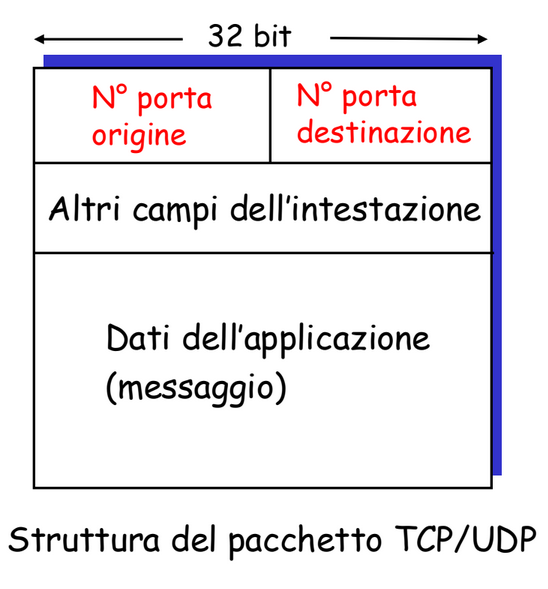 32 bit
N° porta
origine
N° porta
destinazione
Altri campi dell'intestazione
Dati dell'applicazione
(messaggio)
Struttura del pacchetto TCP/UDP